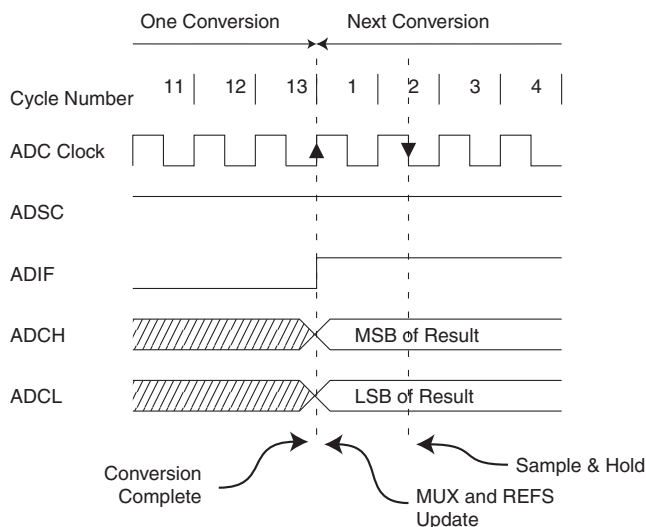 One Conversion Next Conversion
Cycle Number 11 12 13 1 2 3 4
ADC Clock
ADSC
ADIF
ADCH MSB of Result
ADCL LSB of Result
Conversion
Complete
MUX and REFS
Update
Sample & Hold